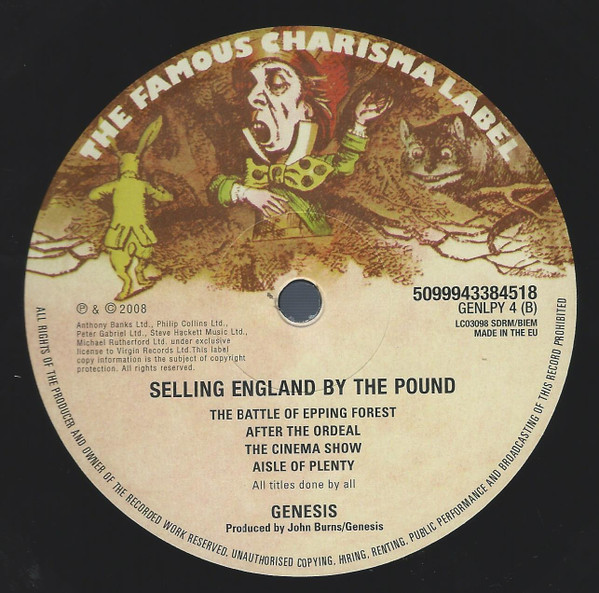 THE FAMOUS CHARISMA LABEL
℗ & © 2008
Anthony Banks Ltd., Philip Collins Ltd.,
Peter Gabriel Ltd., Steve Hackett Music Ltd.,
Michael Rutherford Ltd. under exclusive
license to Virgin Records Ltd.This label
copy information is the subject of copyright
protection. All rights reserved.
5099943384518
GENLPY 4 (B)
LC03098 SDRM/BIEM
MADE IN THE EU
SELLING ENGLAND BY THE POUND
THE BATTLE OF EPPING FOREST
AFTER THE ORDEAL
THE CINEMA SHOW
AISLE OF PLENTY
All titles done by all
GENESIS
Produced by John Burns/Genesis
ALL RIGHTS OF THE PRODUCER AND OWNER OF THE RECORDED WORK RESERVED. UNAUTHORISED COPYING, HIRING, RENTING, PUBLIC PERFORMANCE AND BROADCASTING OF THIS RECORD PROHIBITED